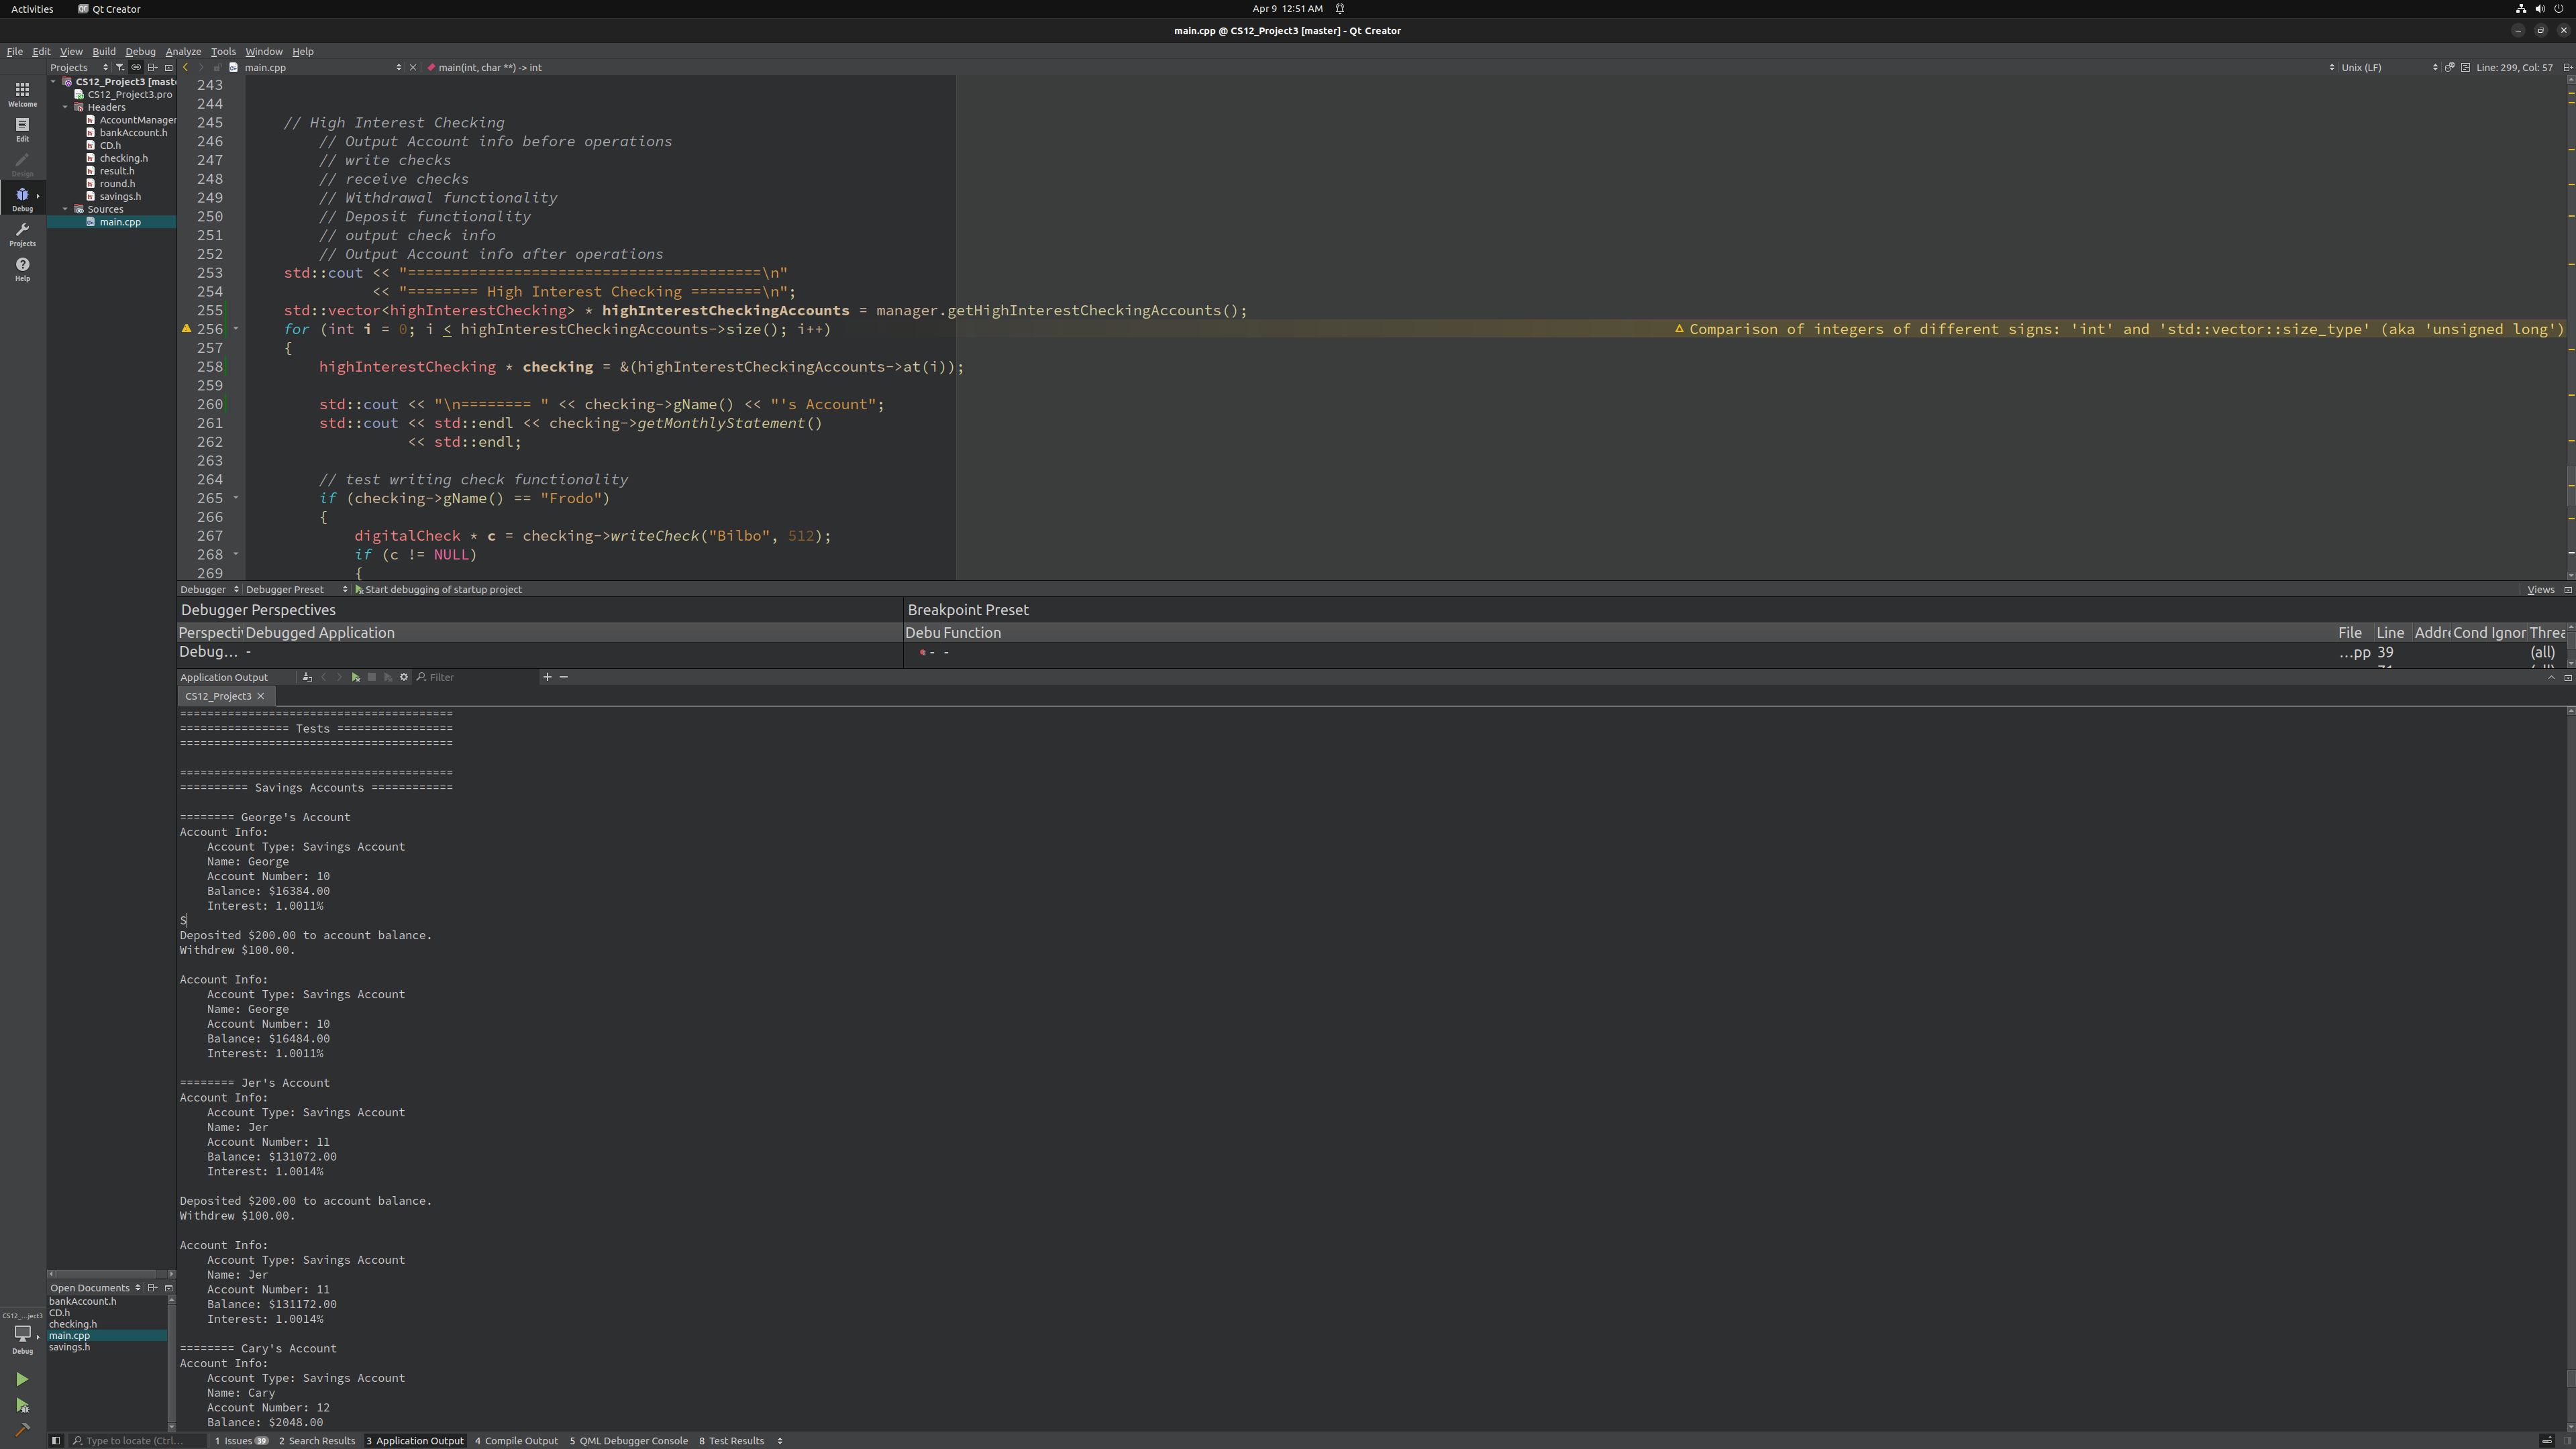 Activities
Qt Creator
Apr 9 12:51 AM
main.cpp @ CS12_Project3 [master] - Qt Creator
File Edit View Build Debug Analyze Tools Window Help
Projects
main.cpp
main(int, char **) -> int
Unix (LF)
Line: 299, Col: 57
Welcome
Edit
Design
Debug
Projects
Help
CS12_Project3 [maste
CS12_Project3.pro
Headers
AccountManager
bankAccount.h
CD.h
checking.h
result.h
round.h
savings.h
Sources
main.cpp
243
244
245 // High Interest Checking
246 // Output Account info before operations
247 // write checks
248 // receive checks
249 // Withdrawal functionality
250 // Deposit functionality
251 // output check info
252 // Output Account info after operations
253 std::cout << "========================================\n"
254 << "======== High Interest Checking ========\n";
255 std::vector<highInterestChecking> * highInterestCheckingAccounts = manager.getHighInterestCheckingAccounts();
256 for (int i = 0; i < highInterestCheckingAccounts->size(); i++)
Comparison of integers of different signs: 'int' and 'std::vector::size_type' (aka 'unsigned long')
257 {
258 highInterestChecking * checking = &(highInterestCheckingAccounts->at(i));
259
260 std::cout << "\n======== " << checking->gName() << "'s Account";
261 std::cout << std::endl << checking->getMonthlyStatement()
262 << std::endl;
263
264 // test writing check functionality
265 if (checking->gName() == "Frodo")
266 {
267 digitalCheck * c = checking->writeCheck("Bilbo", 512);
268 if (c != NULL)
269 {
Debugger
Debugger Preset
Start debugging of startup project
Views
Debugger Perspectives
Perspecti Debugged Application
Debug... -
Breakpoint Preset
Debu Function File Line Addre Cond Ignor Threa
- - ...pp 39 (all)
Application Output
Filter
CS12_Project3
========================================
================ Tests =================
========================================
========================================
========== Savings Accounts ============
======== George's Account
Account Info:
Account Type: Savings Account
Name: George
Account Number: 10
Balance: $16384.00
Interest: 1.0011%
S
Deposited $200.00 to account balance.
Withdrew $100.00.
Account Info:
Account Type: Savings Account
Name: George
Account Number: 10
Balance: $16484.00
Interest: 1.0011%
======== Jer's Account
Account Info:
Account Type: Savings Account
Name: Jer
Account Number: 11
Balance: $131072.00
Interest: 1.0014%
Deposited $200.00 to account balance.
Withdrew $100.00.
Account Info:
Account Type: Savings Account
Name: Jer
Account Number: 11
Balance: $131172.00
Interest: 1.0014%
======== Cary's Account
Account Info:
Account Type: Savings Account
Name: Cary
Account Number: 12
Balance: $2048.00
Open Documents
bankAccount.h
CD.h
checking.h
main.cpp
savings.h
CS12_...ject3
Debug
Type to locate (Ctrl...
1 Issues 39
2 Search Results
3 Application Output
4 Compile Output
5 QML Debugger Console
8 Test Results